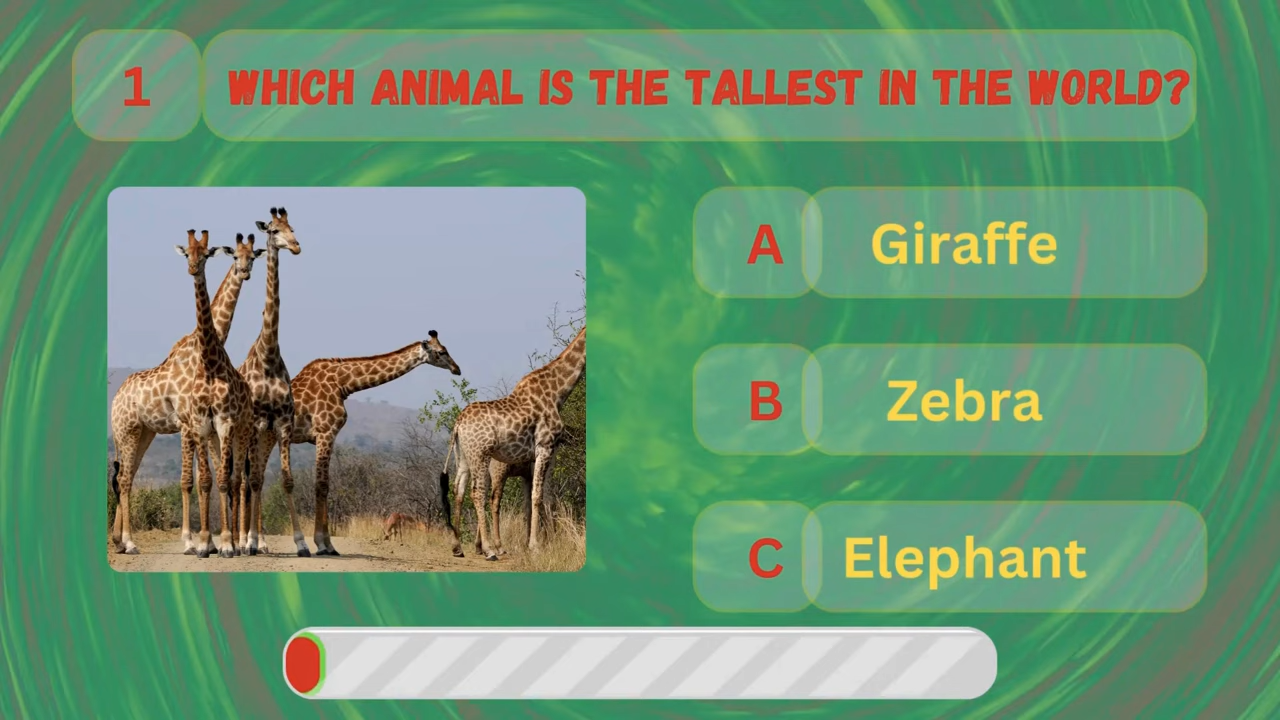 1 WHICH ANIMAL IS THE TALLEST IN THE WORLD?
A Giraffe
B Zebra
C Elephant